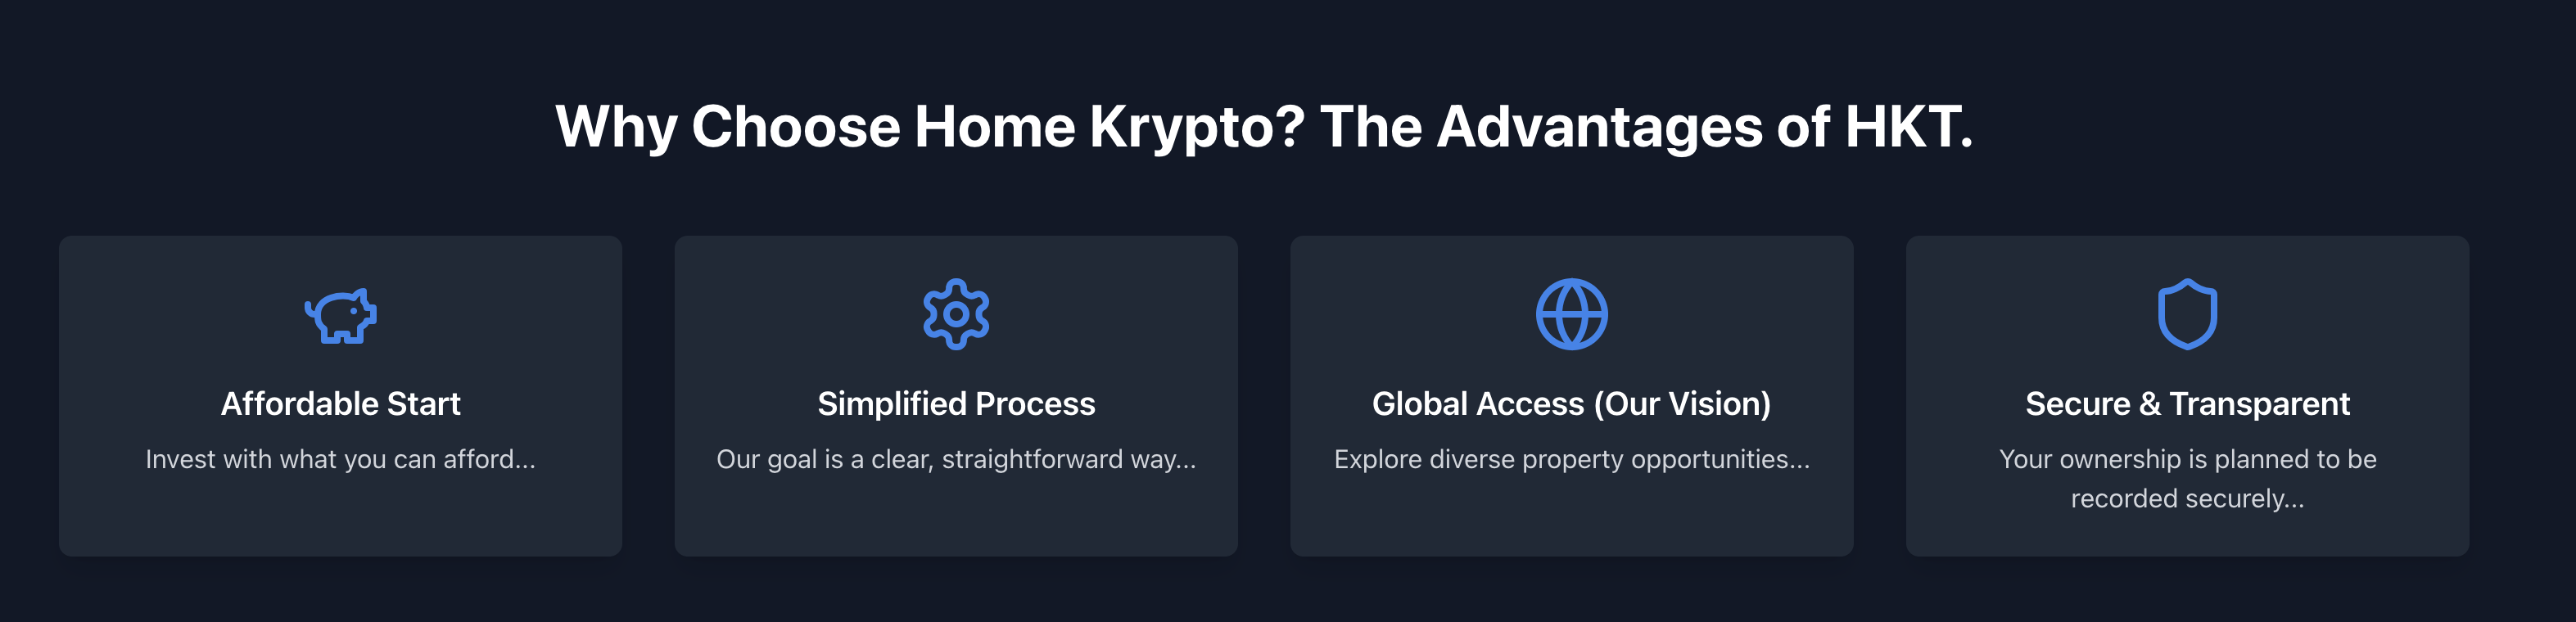 Why Choose Home Krypto? The Advantages of HKT.
Affordable Start
Invest with what you can afford...
Simplified Process
Our goal is a clear, straightforward way...
Global Access (Our Vision)
Explore diverse property opportunities...
Secure & Transparent
Your ownership is planned to be
recorded securely...